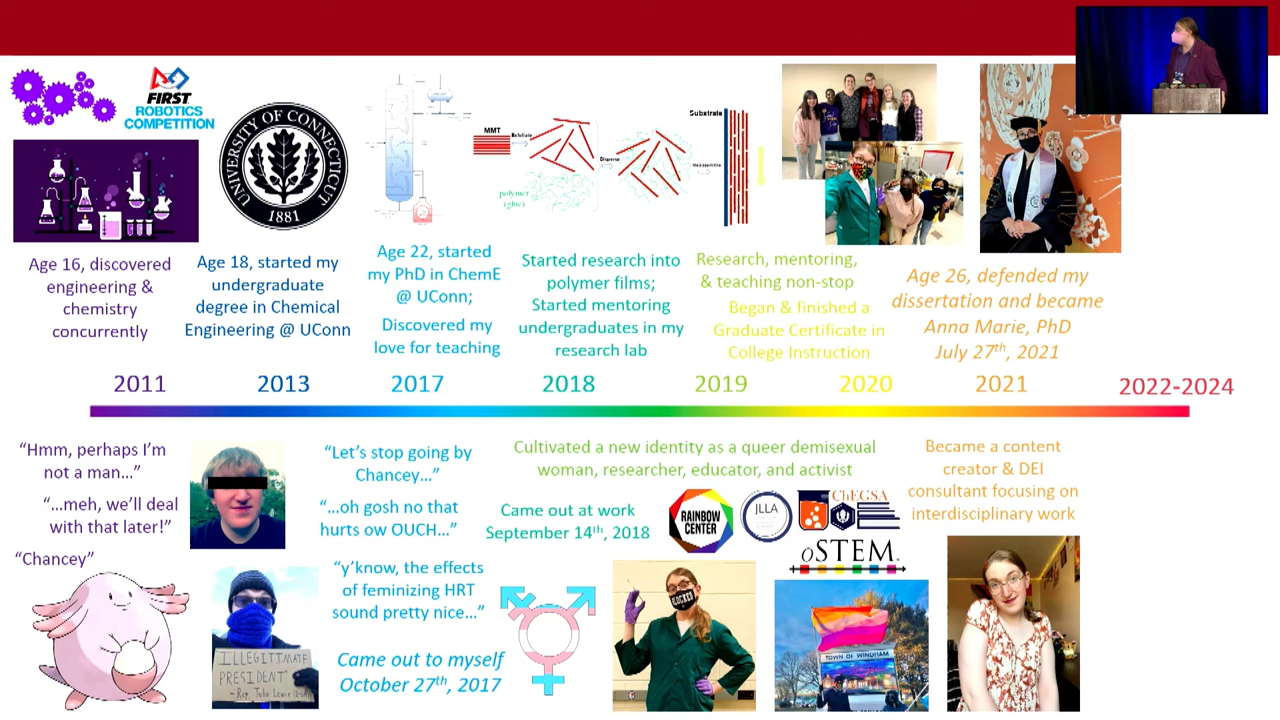 FIRST
ROBOTICS
COMPETITION
UNIVERSITY OF CONNECTICUT
1881
MMT
Exfoliate
polymer
(glue)
Disperse
Substrate
Age 16, discovered
engineering &
chemistry
concurrently
Age 18, started my
undergraduate
degree in Chemical
Engineering @ UConn
Age 22, started
my PhD in ChemE
@ UConn;
Discovered my
love for teaching
Started research into
polymer films;
Started mentoring
undergraduates in my
research lab
Research, mentoring,
& teaching non-stop
Began & finished a
Graduate Certificate in
College Instruction
Age 26, defended my
dissertation and became
Anna Marie, PhD
July 27th, 2021
2011
2013
2017
2018
2019
2020
2021
2022-2024
"Hmm, perhaps I'm
not a man…"
"…meh, we'll deal
with that later!"
"Chancey"
ILLEGITIMATE
PRESIDENT"
"Let's stop going by
Chancey…"
"…oh gosh no that
hurts ow OUCH…"
"y'know, the effects
of feminizing HRT
sound pretty nice…"
Came out to myself
October 27th, 2017
Cultivated a new identity as a queer demisexual
woman, researcher, educator, and activist
Came out at work
September 14th, 2018
RAINBOW
CENTER
JLLA
ChEGSA
oSTEM
TOWN OF WINDHAM
Became a content
creator & DEI
consultant focusing on
interdisciplinary work